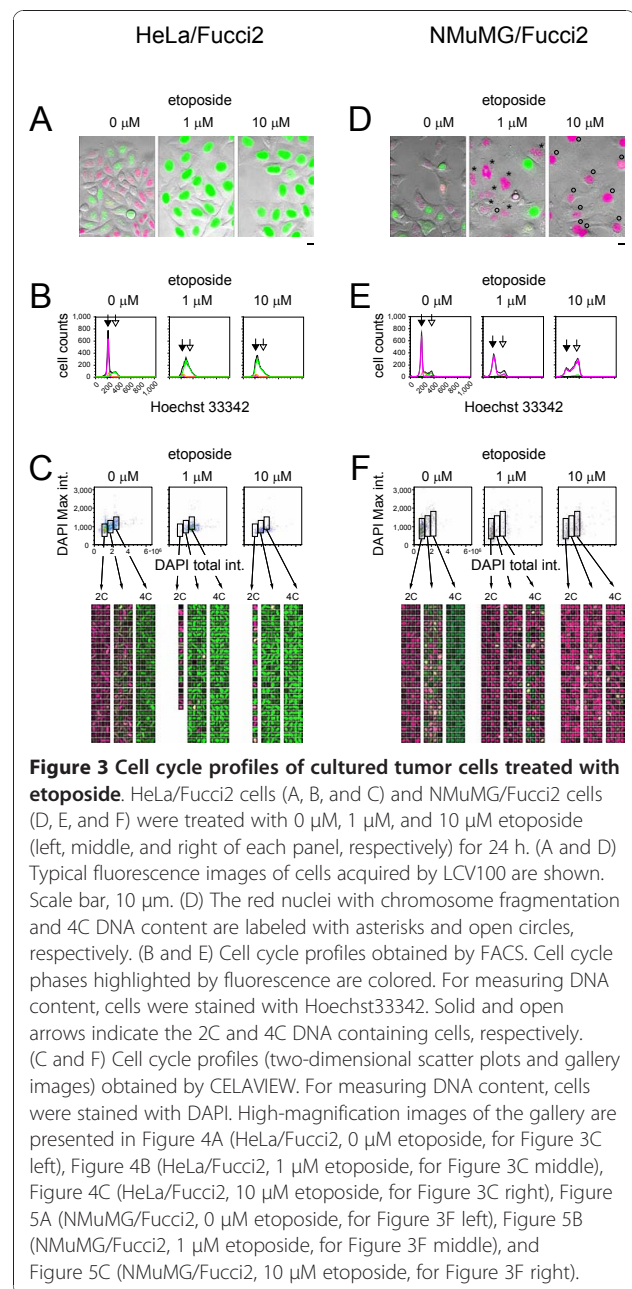 HeLa/Fucci2
NMuMG/Fucci2
etoposide
A
0 µM
1 µM
10 µM
etoposide
D
0 µM
1 µM
10 µM
etoposide
B
0 µM
1 µM
10 µM
cell counts
1,000
800
600
400
200
0
0
200
400
600
800
1,000
Hoechst 33342
etoposide
E
0 µM
1 µM
10 µM
cell counts
1,000
800
600
400
200
0
0
200
400
600
800
1,000
Hoechst 33342
etoposide
C
0 µM
1 µM
10 µM
DAPI Max int.
3,000
2,000
1,000
0
0
2
4
6×10⁶
DAPI total int.
2C
4C
2C
4C
2C
4C
etoposide
F
0 µM
1 µM
10 µM
DAPI Max int.
3,000
2,000
1,000
0
0
2
4
6×10⁶
DAPI total int.
2C
4C
2C
4C
2C
4C
Figure 3 Cell cycle profiles of cultured tumor cells treated with
etoposide. HeLa/Fucci2 cells (A, B, and C) and NMuMG/Fucci2 cells
(D, E, and F) were treated with 0 µM, 1 µM, and 10 µM etoposide
(left, middle, and right of each panel, respectively) for 24 h. (A and D)
Typical fluorescence images of cells acquired by LCV100 are shown.
Scale bar, 10 µm. (D) The red nuclei with chromosome fragmentation
and 4C DNA content are labeled with asterisks and open circles,
respectively. (B and E) Cell cycle profiles obtained by FACS. Cell cycle
phases highlighted by fluorescence are colored. For measuring DNA
content, cells were stained with Hoechst33342. Solid and open
arrows indicate the 2C and 4C DNA containing cells, respectively.
(C and F) Cell cycle profiles (two-dimensional scatter plots and gallery
images) obtained by CELAVIEW. For measuring DNA content, cells
were stained with DAPI. High-magnification images of the gallery are
presented in Figure 4A (HeLa/Fucci2, 0 µM etoposide, for Figure 3C
left), Figure 4B (HeLa/Fucci2, 1 µM etoposide, for Figure 3C middle),
Figure 4C (HeLa/Fucci2, 10 µM etoposide, for Figure 3C right), Figure
5A (NMuMG/Fucci2, 0 µM etoposide, for Figure 3F left), Figure 5B
(NMuMG/Fucci2, 1 µM etoposide, for Figure 3F middle), and
Figure 5C (NMuMG/Fucci2, 10 µM etoposide, for Figure 3F right).